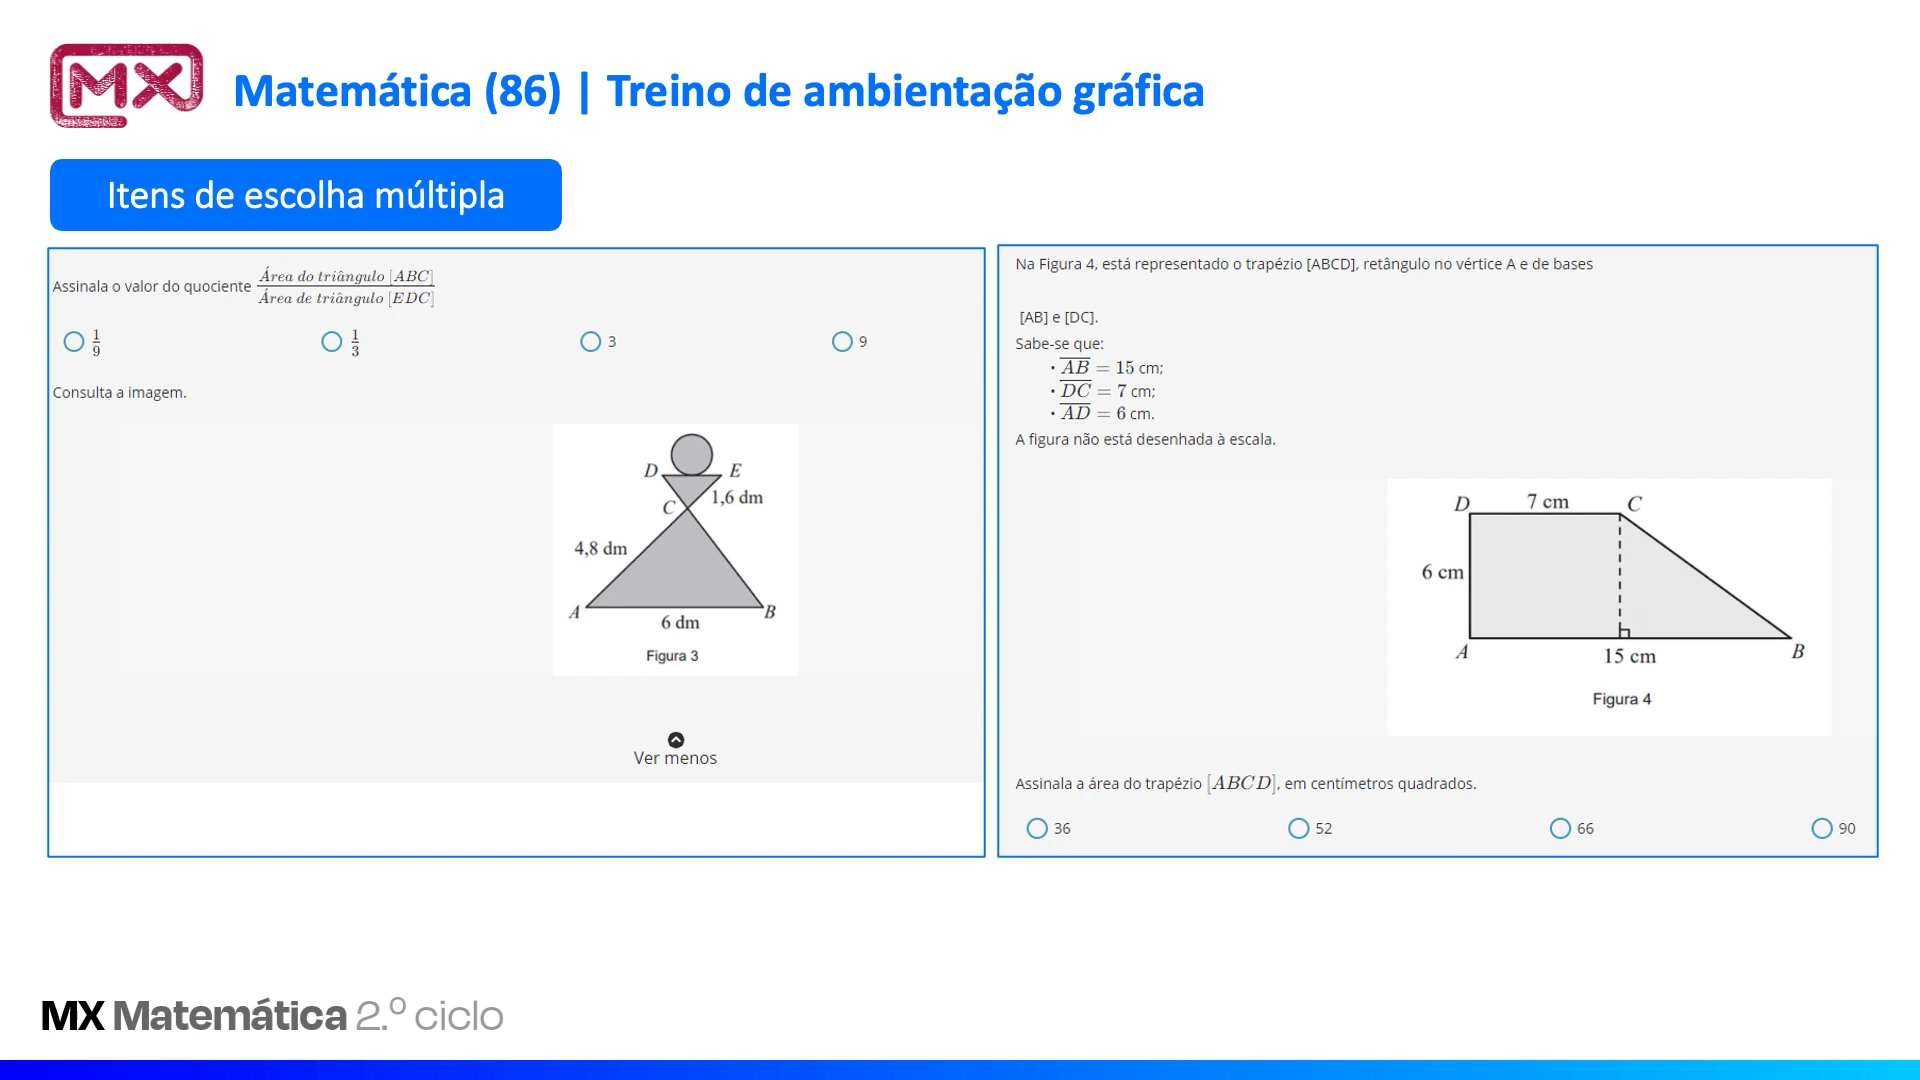 MX
Matemática (86) | Treino de ambientação gráfica
Itens de escolha múltipla
Assinala o valor do quociente Área do triângulo [ABC] / Área de triângulo [EDC]
1/9 1/3 3 9
Consulta a imagem.
D E
C 1,6 dm
4,8 dm
A B
6 dm
Figura 3
Ver menos
Na Figura 4, está representado o trapézio [ABCD], retângulo no vértice A e de bases
[AB] e [DC].
Sabe-se que:
• A̅B̅ = 15 cm;
• D̅C̅ = 7 cm;
• A̅D̅ = 6 cm.
A figura não está desenhada à escala.
D 7 cm C
6 cm
A 15 cm B
Figura 4
Assinala a área do trapézio [ABCD], em centímetros quadrados.
36 52 66 90
MX Matemática 2.º ciclo